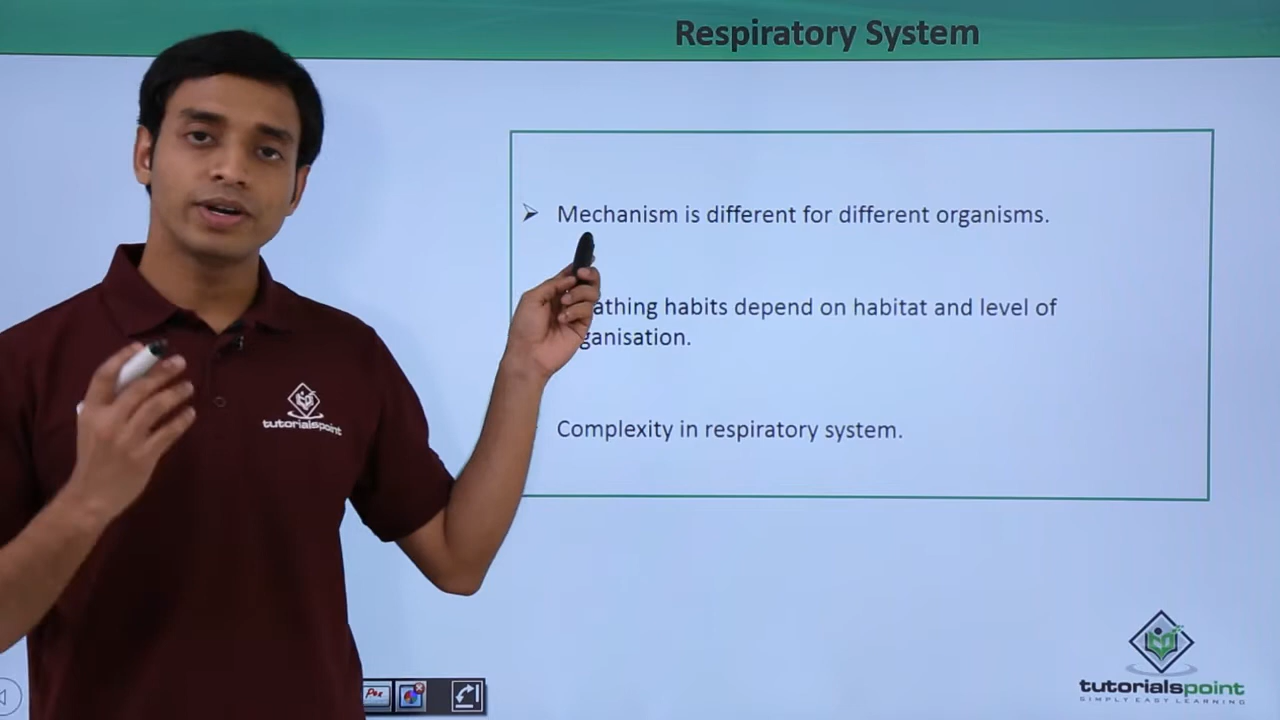 Respiratory System
Mechanism is different for different organisms.
habits depend on habitat and level of
Complexity in respiratory system.
tutorialspoint
tutorialspoint
SIMPLY EASY LEARNING
Pen